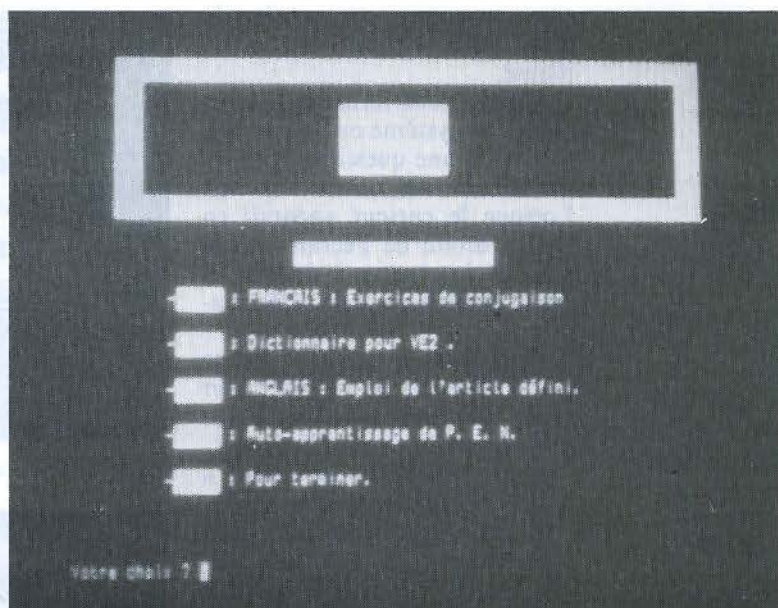 : FRANCAIS : Exercices de conjugaison
: Dictionnaire pour VE2 .
: ANGLAIS : Emploi de l'article défini.
: Auto-apprentissage de P. E. N.
: Pour terminer.
Votre choix ?